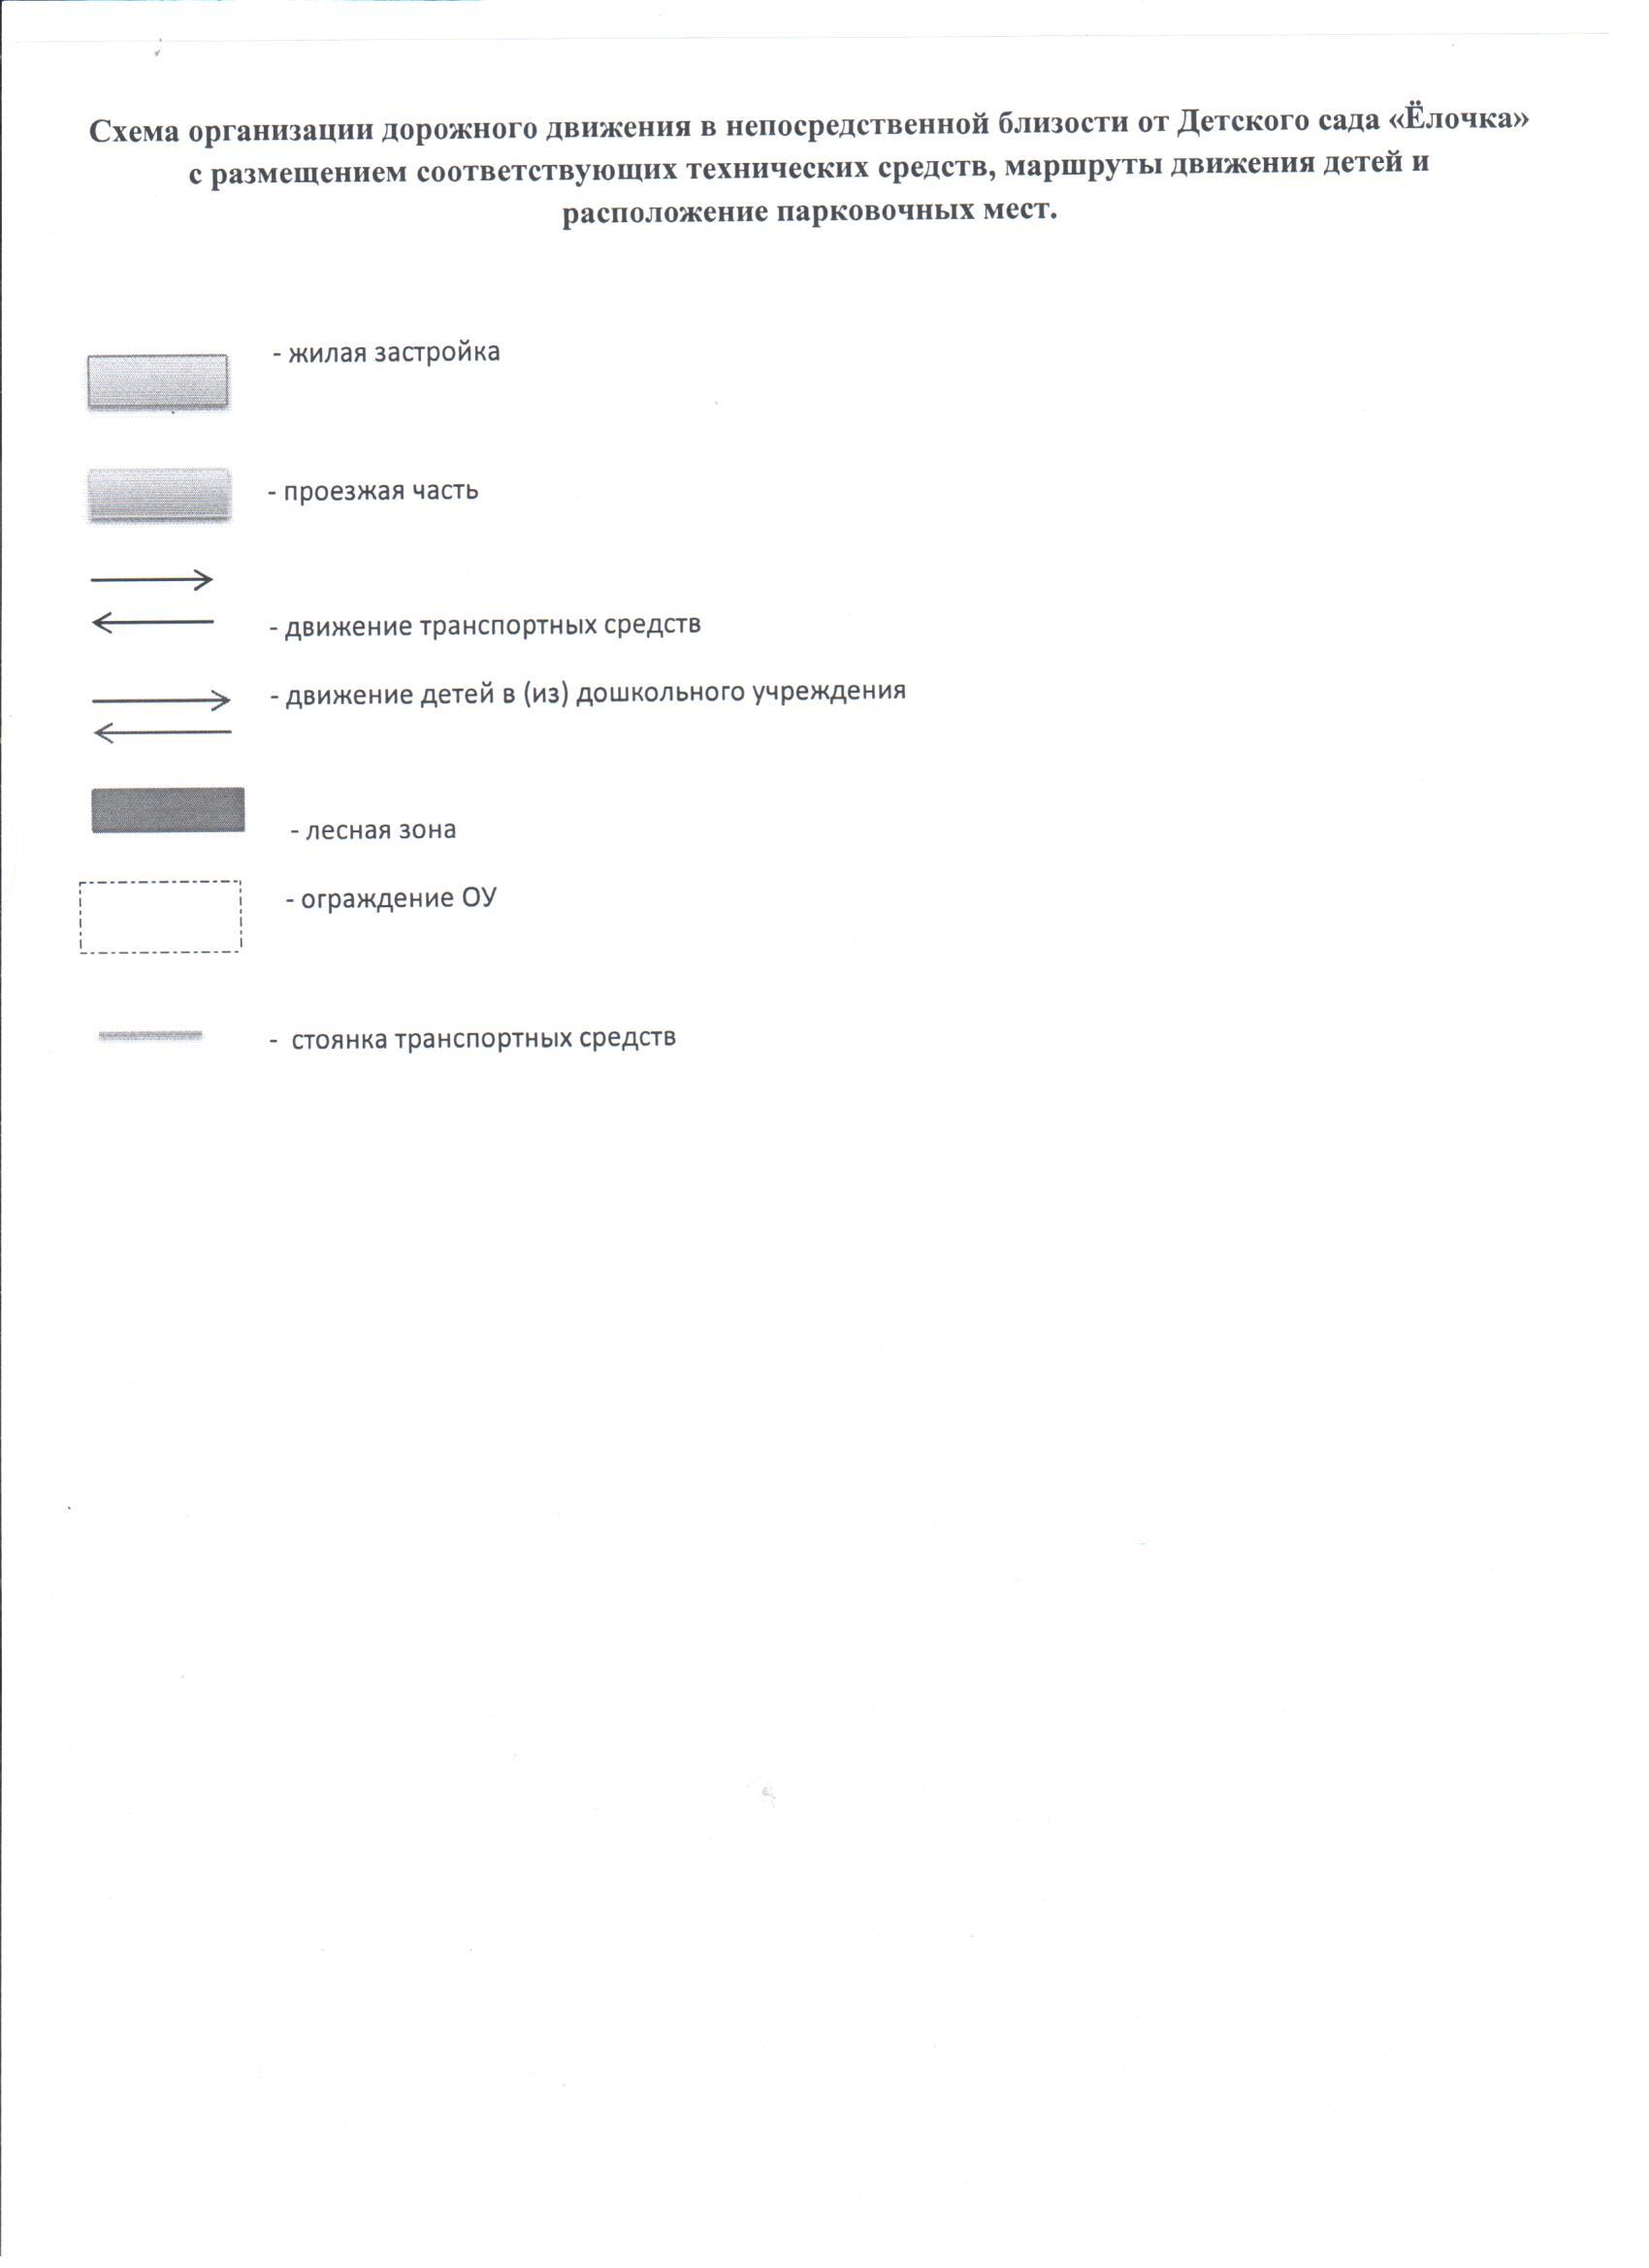 Схема организации дорожного движения в непосредственной близости от Детского сада «Ёлочка»
с размещением соответствующих технических средств, маршруты движения детей и
расположение парковочных мест.
- жилая застройка
- проезжая часть
- движение транспортных средств
- движение детей в (из) дошкольного учреждения
- лесная зона
- ограждение ОУ
- стоянка транспортных средств